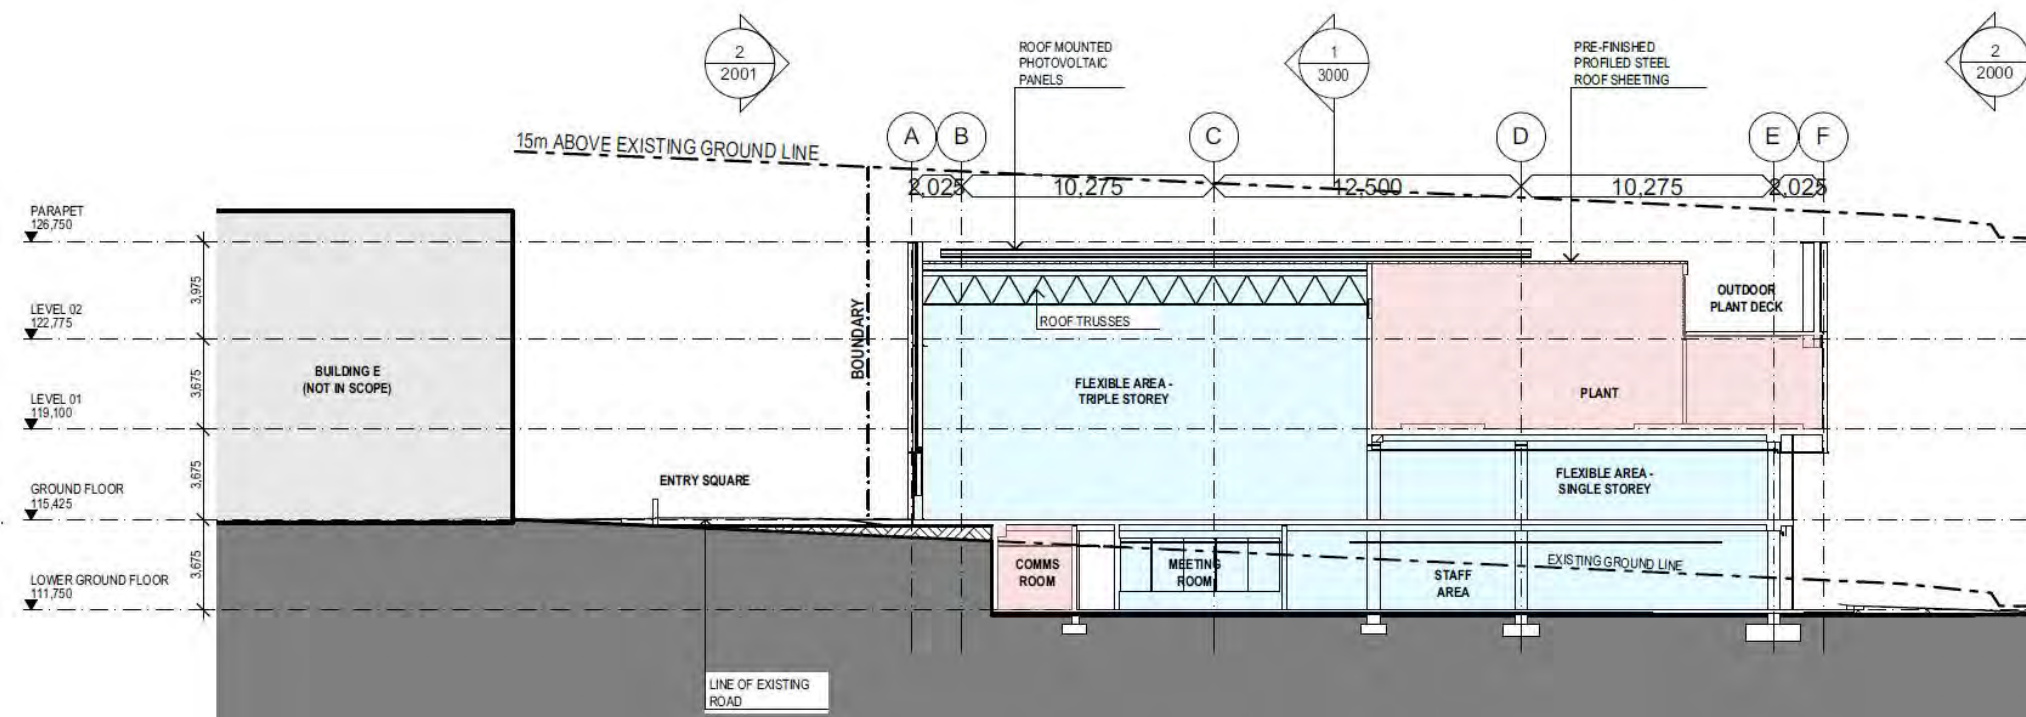 2
2001
ROOF MOUNTED
PHOTOVOLTAIC
PANELS
1
3000
PRE-FINISHED
PROFILED STEEL
ROOF SHEETING
2
2000
15m ABOVE EXISTING GROUND LINE
A
B
C
D
E
F
2,025
10,275
12,500
10,275
2,025
PARAPET
126,750
3,975
LEVEL 02
122,775
OUTDOOR
PLANT DECK
ROOF TRUSSES
BOUNDARY
BUILDING E
(NOT IN SCOPE)
3,675
FLEXIBLE AREA -
TRIPLE STOREY
PLANT
LEVEL 01
119,100
3,675
ENTRY SQUARE
FLEXIBLE AREA -
SINGLE STOREY
GROUND FLOOR
115,425
3,675
COMMS
ROOM
MEETING
ROOM
STAFF
AREA
EXISTING GROUND LINE
LOWER GROUND FLOOR
111,750
LINE OF EXISTING
ROAD